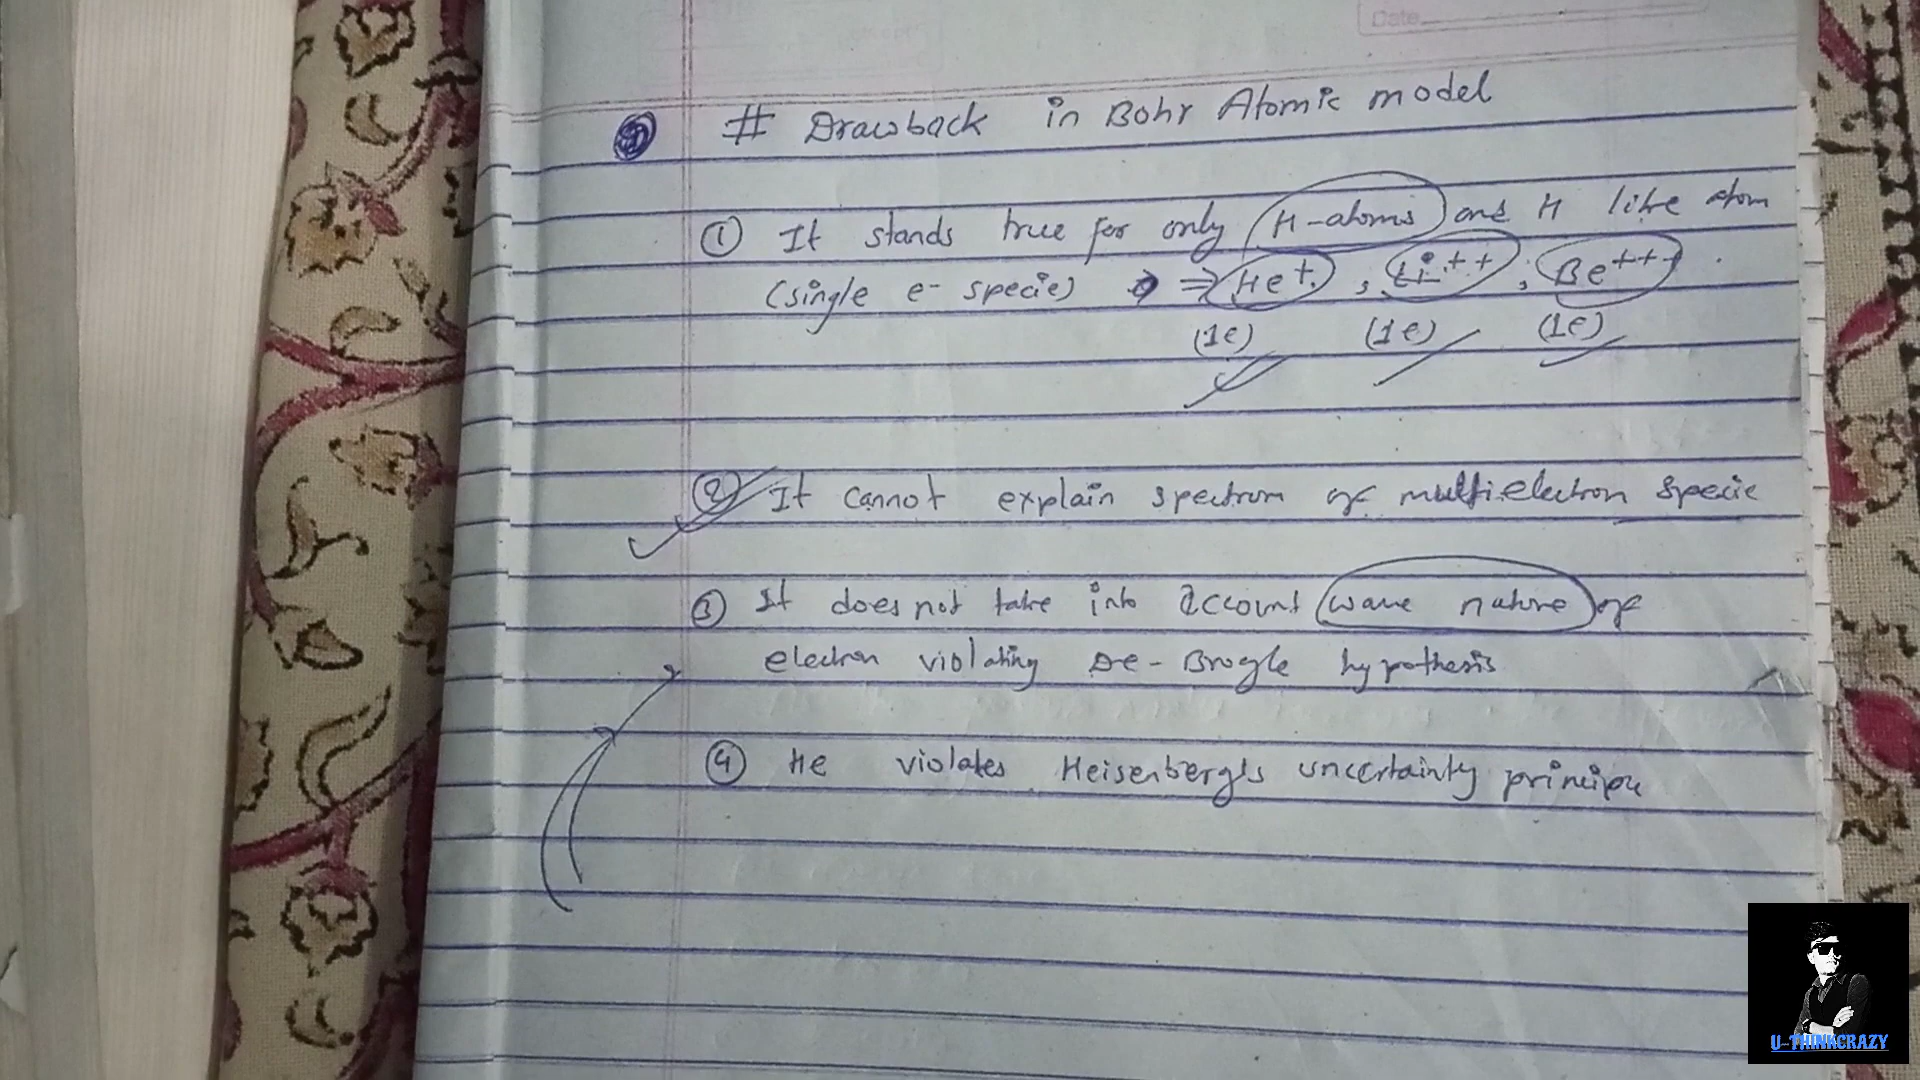 Date
# Drawback in Bohr Atomic model
① It stands true for only H-atoms and H like atom
(single e- specie) ⇒ He+, Li++, Be+++
(1e) (1e) (1e)
② It cannot explain spectrum of multielectron specie
③ It does not take into account wave nature of
electron violating De-Brogle hypothesis
④ He violates Heisenberg's uncertainty principle
U-THINKCRAZY